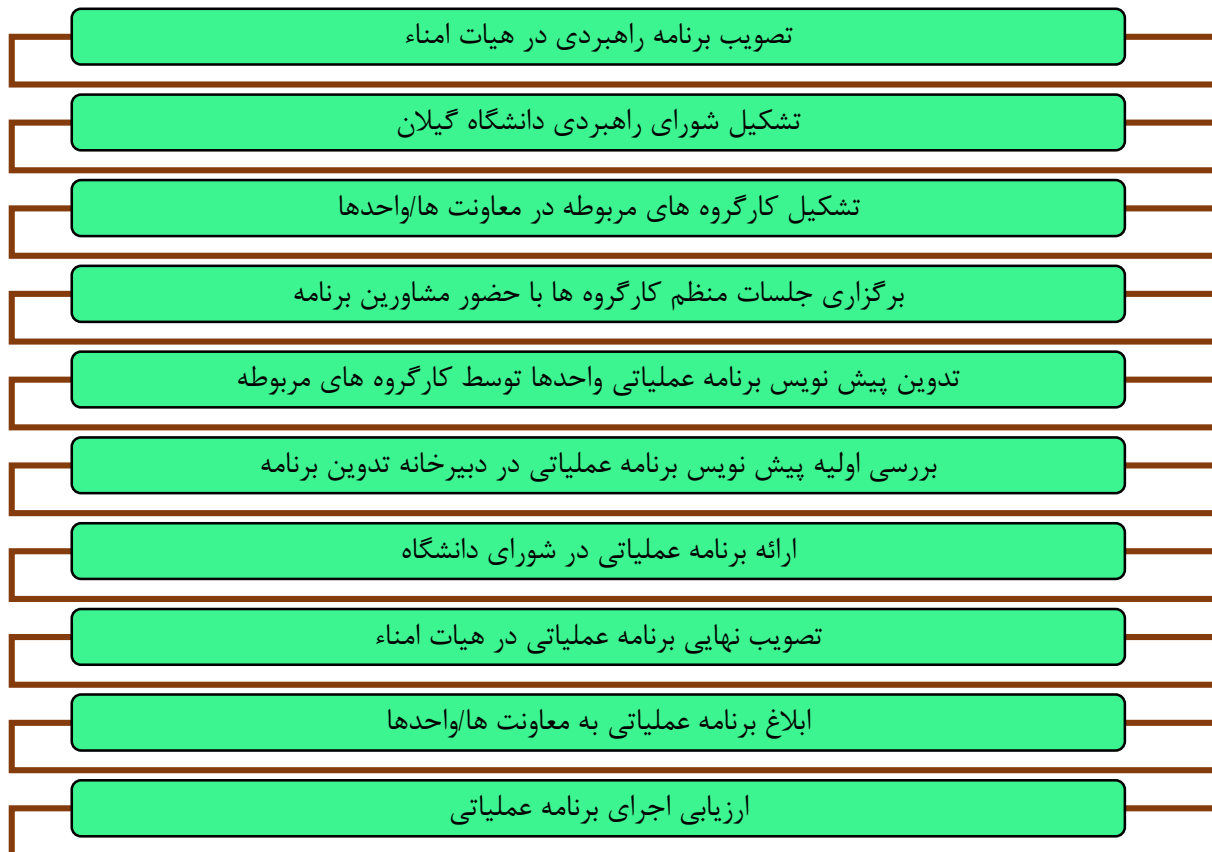 تصویب برنامه راهبردی در هیات امناء
تشکیل شورای راهبردی دانشگاه گیلان
تشکیل کارگروه های مربوطه در معاونت ها/واحدها
برگزاری جلسات منظم کارگروه ها با حضور مشاورین برنامه
تدوین پیش نویس برنامه عملیاتی واحدها توسط کارگروه های مربوطه
بررسی اولیه پیش نویس برنامه عملیاتی در دبیرخانه تدوین برنامه
ارائه برنامه عملیاتی در شورای دانشگاه
تصویب نهایی برنامه عملیاتی در هیات امناء
ابلاغ برنامه عملیاتی به معاونت ها/واحدها
ارزیابی اجرای برنامه عملیاتی